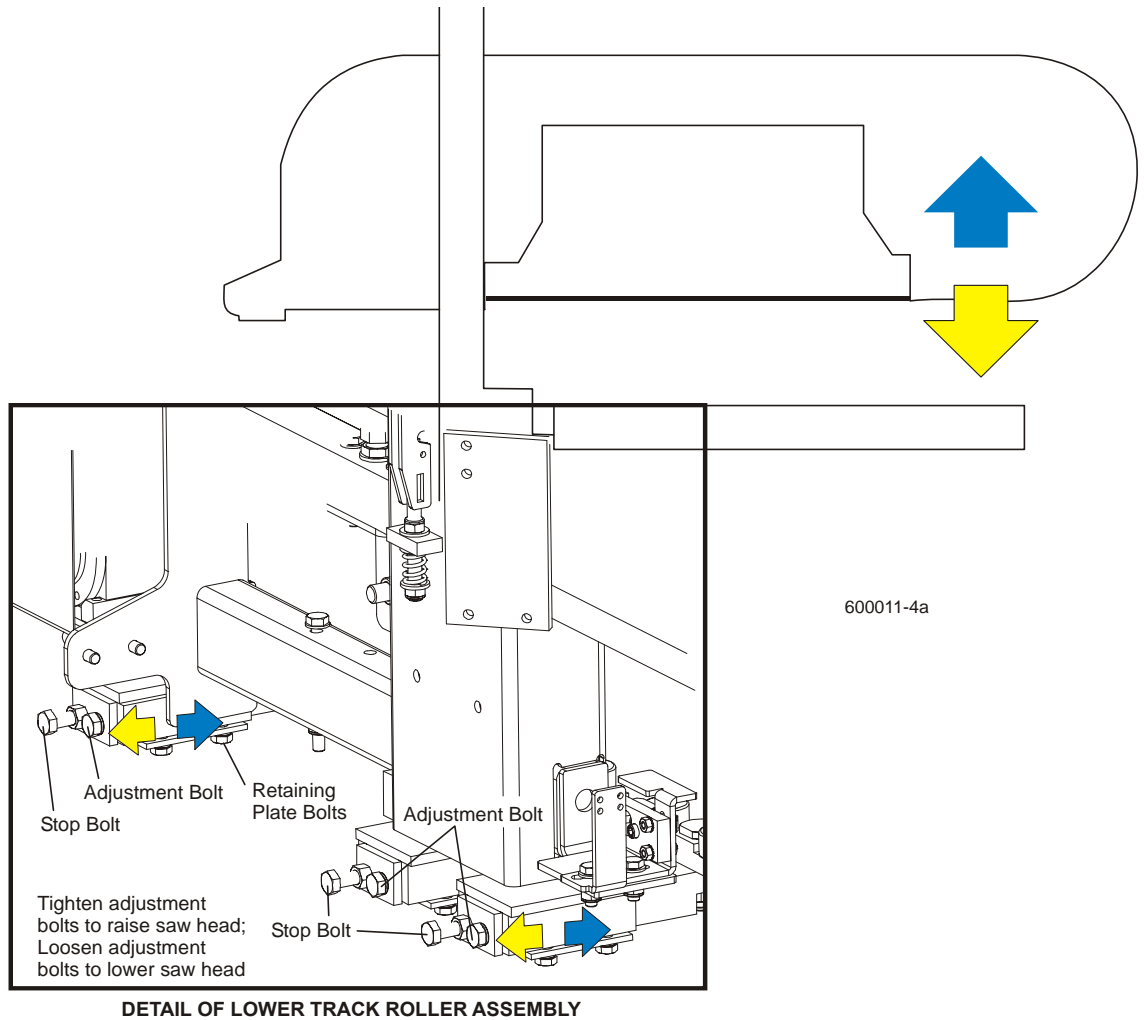 600011-4a
Adjustment Bolt
Stop Bolt
Retaining
Plate Bolts
Adjustment Bolt
Stop Bolt
Tighten adjustment
bolts to raise saw head;
Loosen adjustment
bolts to lower saw head
DETAIL OF LOWER TRACK ROLLER ASSEMBLY